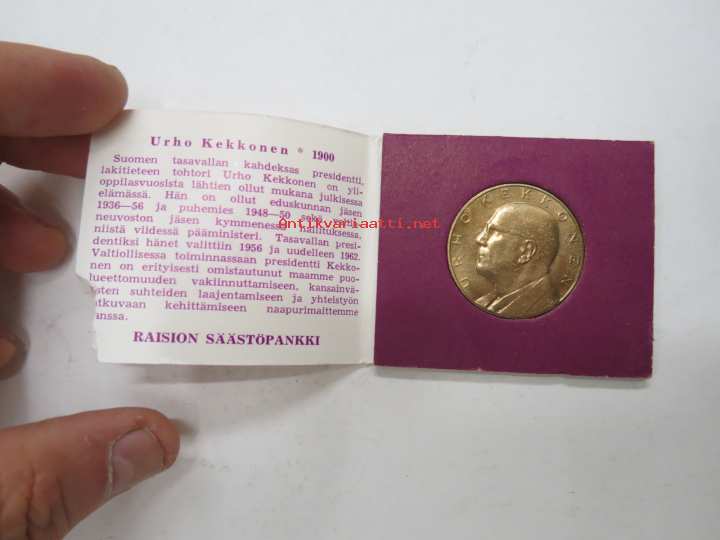 Urho Kekkonen * 1900
Suomen tasavallan kahdeksas presidentti,
lakitieteen tohtori Urho Kekkonen on yli-
oppilasvuosista lähtien ollut mukana julkisessa
elämässä. Hän on ollut eduskunnan jäsen
1936—56 ja puhemies 1948—50 sekä
neuvoston jäsen kymmenessä hallituksessa,
niistä viidessä pääministeri. Tasavallan presi-
dentiksi hänet valittiin 1956 ja uudelleen 1962.
Valtiollisessa toiminnassaan presidentti Kekko-
nen on erityisesti omistautunut maamme puo-
lueettomuuden vakiinnuttamiseen, kansainvä-
listen suhteiden laajentamiseen ja yhteistyön
atkuvaan kehittämiseen naapurimaittemme
anssa.
RAISION SÄÄSTÖPANKKI
URHO KEKKONEN
Antikvariaatti.net